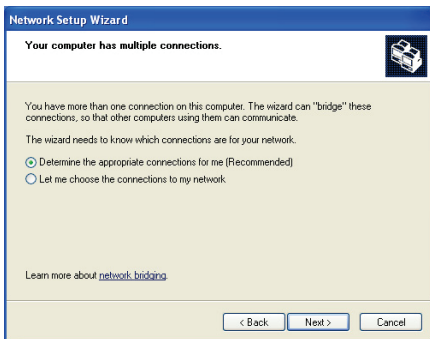 Network Setup Wizard
Your computer has multiple connections.
You have more than one connection on this computer. The wizard can "bridge" these
connections, so that other computers using them can communicate.
The wizard needs to know which connections are for your network.
Determine the appropriate connections for me (Recommended)
Let me choose the connections to my network
Learn more about network bridging.
< Back Next > Cancel